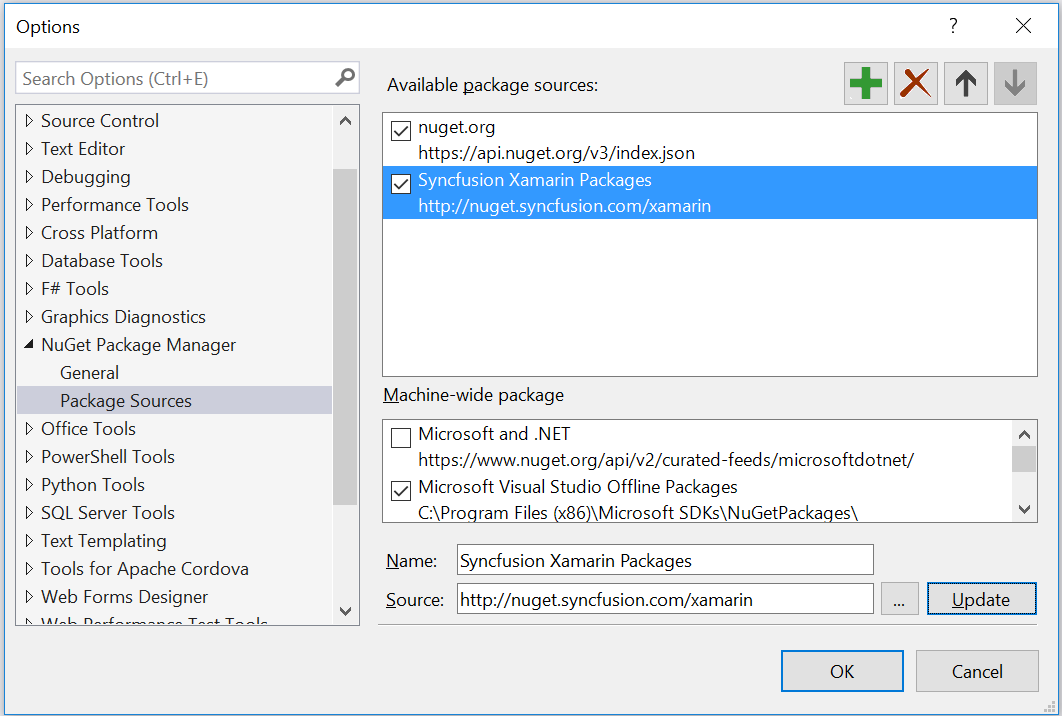 Options
?
Search Options (Ctrl+E)
Source Control
Text Editor
Debugging
Performance Tools
Cross Platform
Database Tools
F# Tools
Graphics Diagnostics
NuGet Package Manager
General
Package Sources
Office Tools
PowerShell Tools
Python Tools
SQL Server Tools
Text Templating
Tools for Apache Cordova
Web Forms Designer
Web Performance Test Tools
Available package sources:
nuget.org
https://api.nuget.org/v3/index.json
Syncfusion Xamarin Packages
http://nuget.syncfusion.com/xamarin
Machine-wide package
Microsoft and .NET
https://www.nuget.org/api/v2/curated-feeds/microsoftdotnet/
Microsoft Visual Studio Offline Packages
C:\Program Files (x86)\Microsoft SDKs\NuGetPackages\
Name: Syncfusion Xamarin Packages
Source: http://nuget.syncfusion.com/xamarin ... Update
OK Cancel